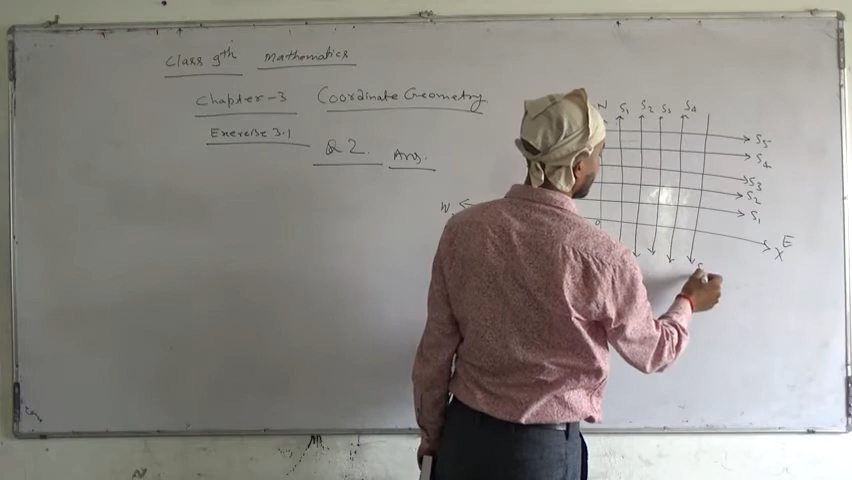 Class 9th Mathematics
Chapter-3 Coordinate Geometry
Exercise 3.1
Q 2. Ans.
N S1 S2 S3 S4
S5
S4
S3
S2
S1
W
O
E
X